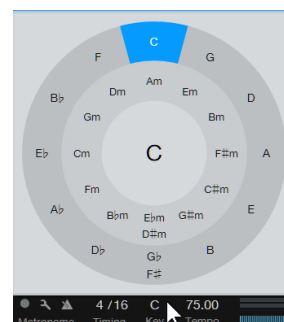 C
F
G
Am
Dm
Em
B♭
D
Gm
Bm
E♭
Cm
C
F♯m
A
Fm
C♯m
A♭
E
B♭m
E♭m
G♯m
D♯m
D♭
B
G♭
F♯
4 / 16
C
75.00
Metronome
Timing
Key
Tempo